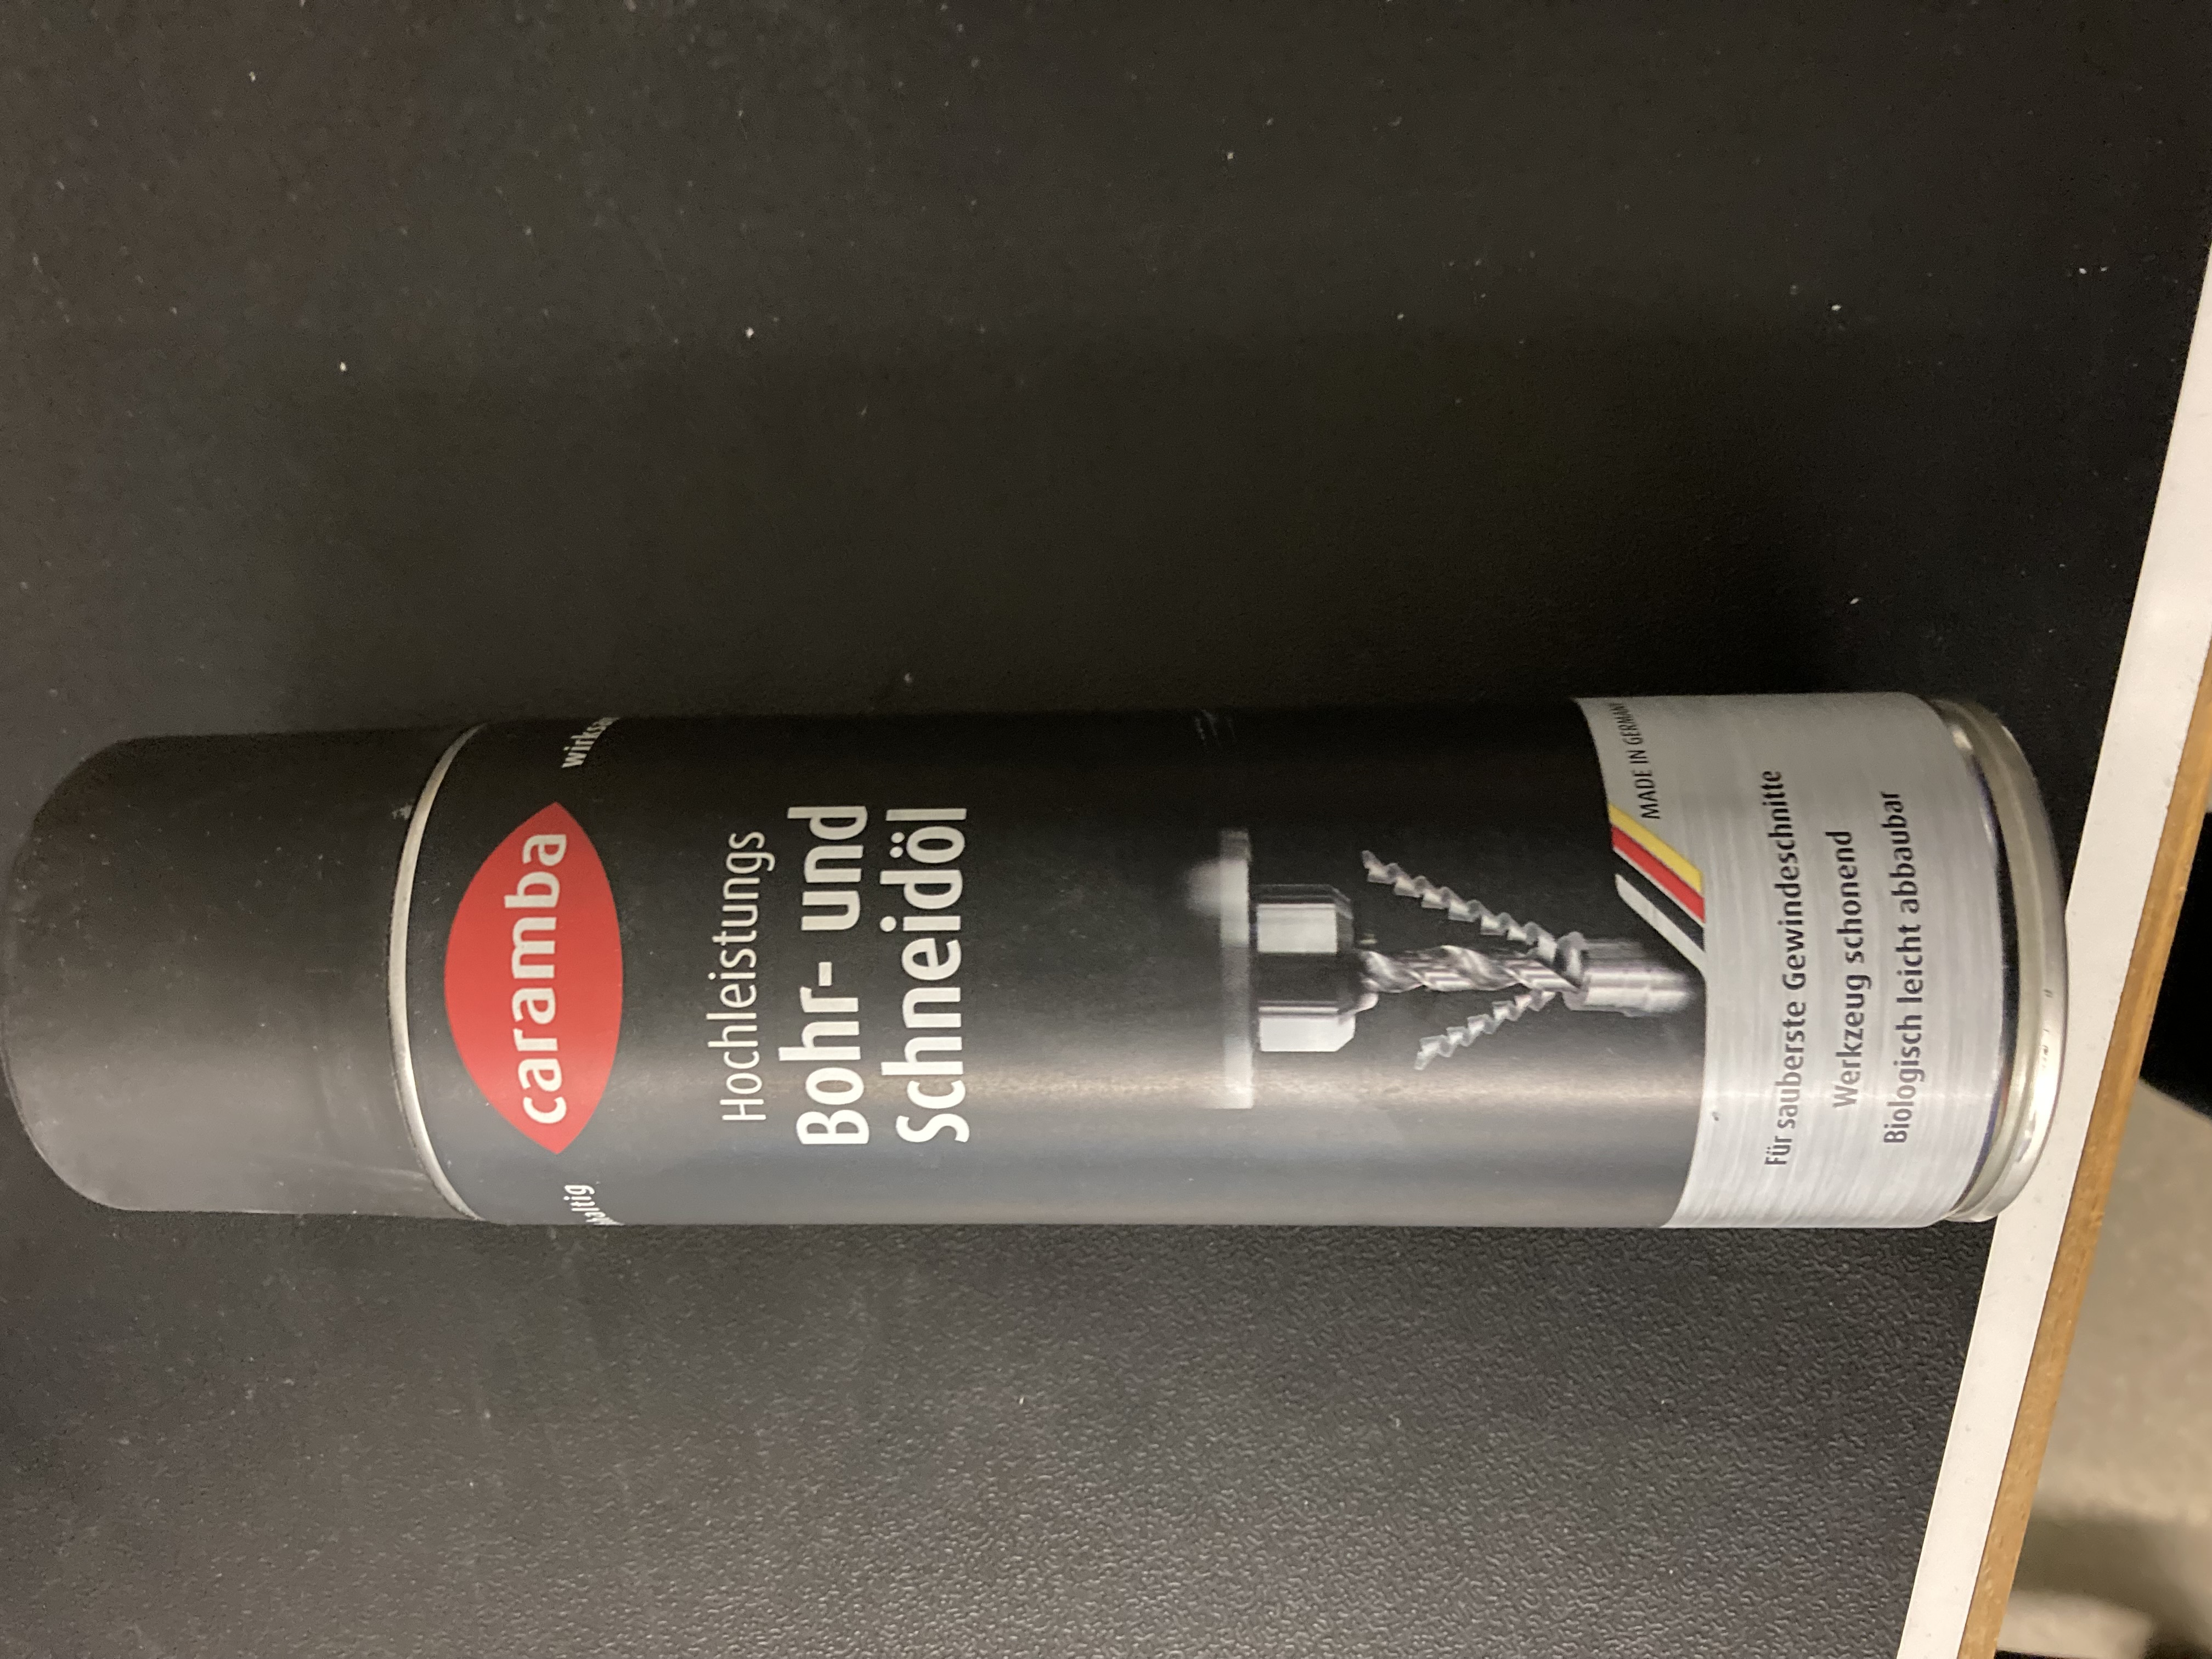 caramba
Hochleistungs
Bohr- und
Schneidöl
MADE IN GERMANY
Für sauberste Gewindeschnitte
Werkzeug schonend
Biologisch leicht abbaubar